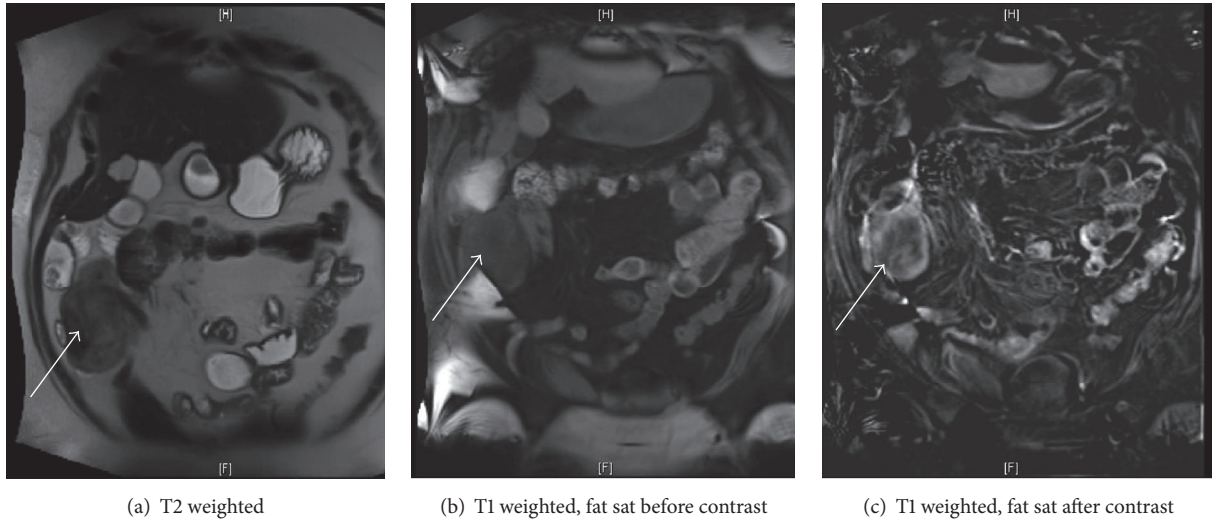 [H]
[H]
[H]
[F]
[F]
[F]
(a) T2 weighted
(b) T1 weighted, fat sat before contrast
(c) T1 weighted, fat sat after contrast